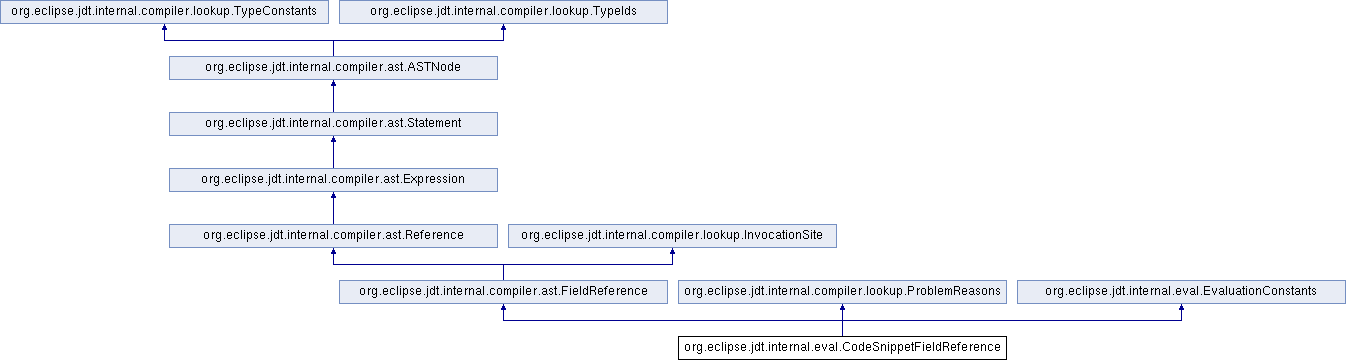 org.eclipse.jdt.internal.compiler.lookup.TypeConstants
org.eclipse.jdt.internal.compiler.lookup.TypeIds
org.eclipse.jdt.internal.compiler.ast.ASTNode
org.eclipse.jdt.internal.compiler.ast.Statement
org.eclipse.jdt.internal.compiler.ast.Expression
org.eclipse.jdt.internal.compiler.ast.Reference
org.eclipse.jdt.internal.compiler.lookup.InvocationSite
org.eclipse.jdt.internal.compiler.ast.FieldReference
org.eclipse.jdt.internal.compiler.lookup.ProblemReasons
org.eclipse.jdt.internal.eval.EvaluationConstants
org.eclipse.jdt.internal.eval.CodeSnippetFieldReference